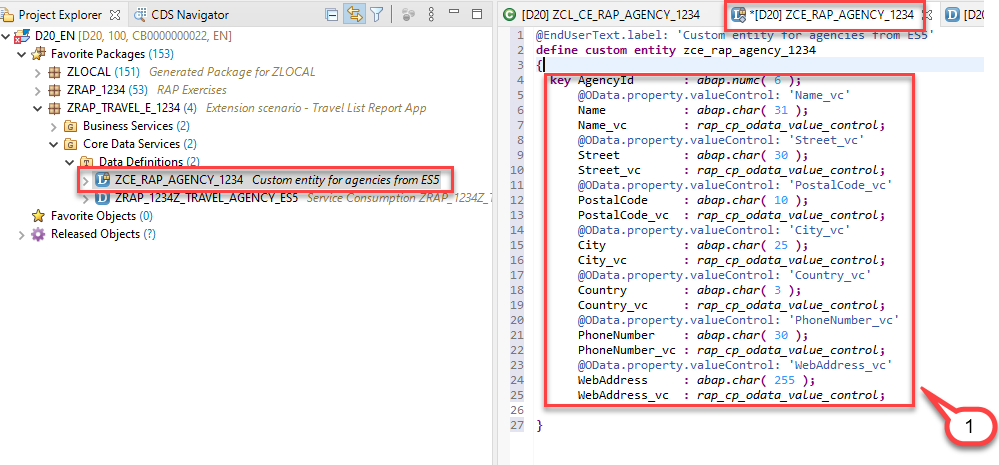 Project Explorer
CDS Navigator
D20_EN [D20, 100, CB0000000022, EN]
Favorite Packages (153)
ZLOCAL (151) Generated Package for ZLOCAL
ZRAP_1234 (53) RAP Exercises
ZRAP_TRAVEL_E_1234 (4) Extension scenario - Travel List Report App
Business Services (2)
Core Data Services (2)
Data Definitions (2)
ZCE_RAP_AGENCY_1234 Custom entity for agencies from ES5
ZRAP_1234Z_TRAVEL_AGENCY_ES5 Service Consumption ZRAP_1234Z_T
Favorite Objects (0)
Released Objects (?)
[D20] ZCL_CE_RAP_AGENCY_1234
*[D20] ZCE_RAP_AGENCY_1234
[D20]
1 @EndUserText.label: 'Custom entity for agencies from ES5'
2 define custom entity zce_rap_agency_1234
3 {
4 key AgencyId : abap.numc( 6 );
5 @OData.property.valueControl: 'Name_vc'
6 Name : abap.char( 31 );
7 Name_vc : rap_cp_odata_value_control;
8 @OData.property.valueControl: 'Street_vc'
9 Street : abap.char( 30 );
10 Street_vc : rap_cp_odata_value_control;
11 @OData.property.valueControl: 'PostalCode_vc'
12 PostalCode : abap.char( 10 );
13 PostalCode_vc : rap_cp_odata_value_control;
14 @OData.property.valueControl: 'City_vc'
15 City : abap.char( 25 );
16 City_vc : rap_cp_odata_value_control;
17 @OData.property.valueControl: 'Country_vc'
18 Country : abap.char( 3 );
19 Country_vc : rap_cp_odata_value_control;
20 @OData.property.valueControl: 'PhoneNumber_vc'
21 PhoneNumber : abap.char( 30 );
22 PhoneNumber_vc : rap_cp_odata_value_control;
23 @OData.property.valueControl: 'WebAddress_vc'
24 WebAddress : abap.char( 255 );
25 WebAddress_vc : rap_cp_odata_value_control;
26
27 }
1